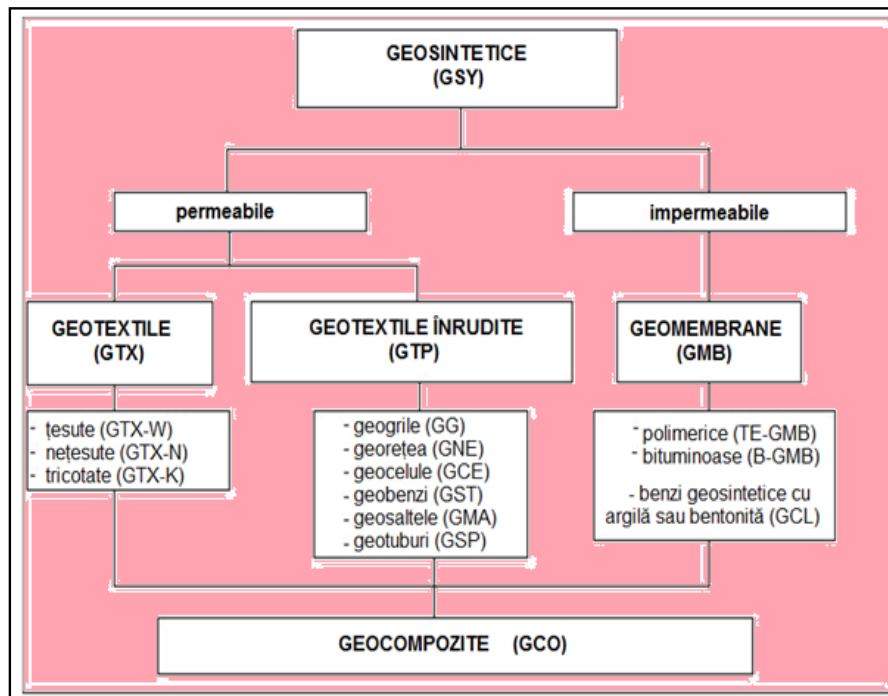 GEOSINTETICE
(GSY)
permeabile
impermeabile
GEOTEXTILE
(GTX)
GEOTEXTILE ÎNRUDITE
(GTP)
GEOMEMBRANE
(GMB)
- țesute (GTX-W)
- nețesute (GTX-N)
- tricotate (GTX-K)
- geogrile (GG)
- georețea (GNE)
- geocelule (GCE)
- geobenzi (GST)
- geosaltele (GMA)
- geotuburi (GSP)
- polimerice (TE-GMB)
- bituminoase (B-GMB)
- benzi geosintetice cu
argilă sau bentonită (GCL)
GEOCOMPOZITE (GCO)